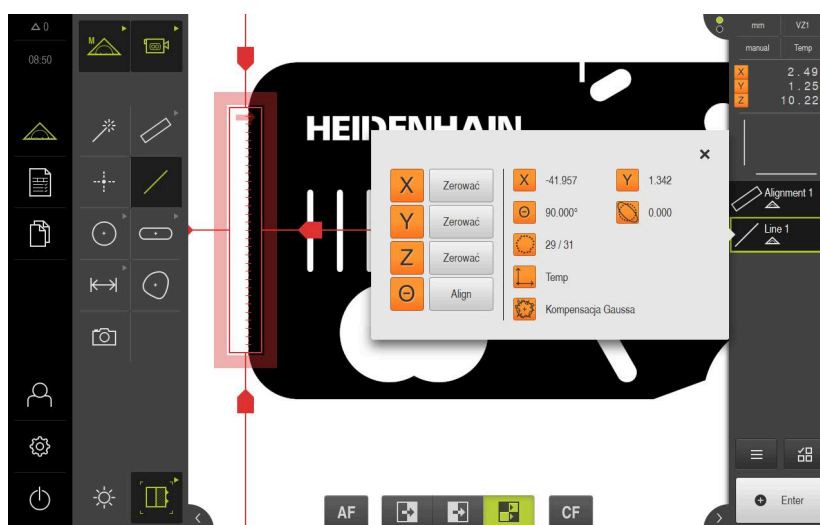 0
08:50
M
mm
VZ1
manual
Temp
X 2.49
Y 1.25
Z 10.22
X Zerować
Y Zerować
Z Zerować
Θ Align
X -41.957
Y 1.342
Θ 90.000°
0.000
29 / 31
Temp
Kompensacja Gaussa
Alignment 1
Line 1
AF
CF
Enter